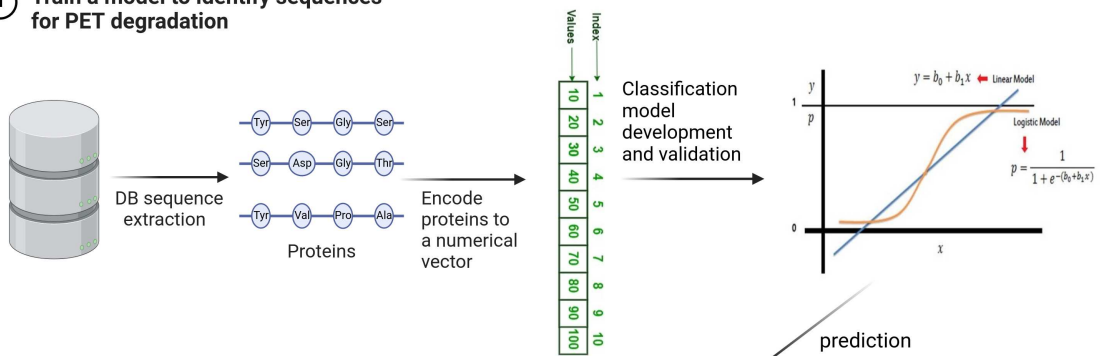 Train a model to identify sequences
for PET degradation
DB sequence
extraction
Tyr Ser Gly Ser
Ser Asp Gly Thr
Tyr Val Pro Ala
Proteins
Encode
proteins to
a numerical
vector
Values
Index
10 1
20 2
30 3
40 4
50 5
60 6
70 7
80 8
90 9
100 10
Classification
model
development
and validation
y = b₀ + b₁x
Linear Model
y
1
p
Logistic Model
p = 1 / 1 + e^-(b₀+b₁x)
0
x
prediction